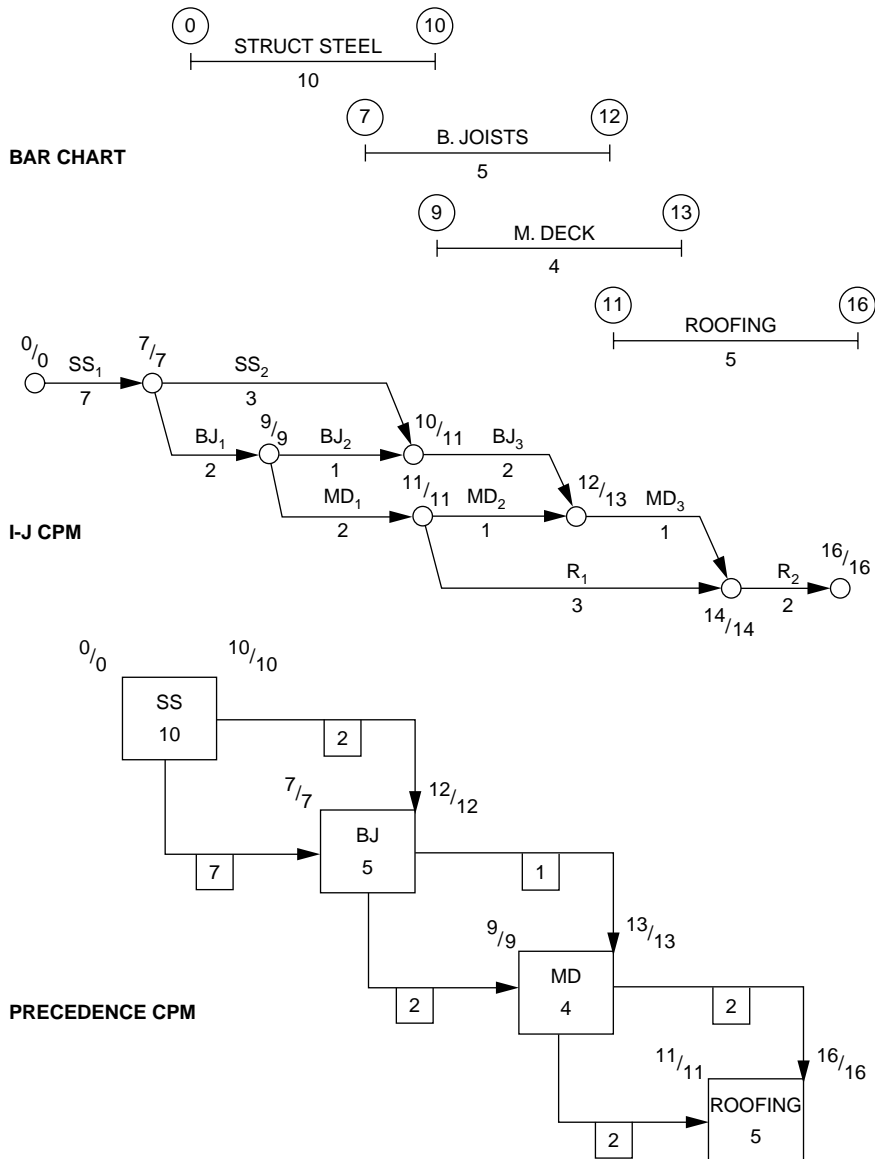 0 10
STRUCT STEEL
10
7 12
B. JOISTS
BAR CHART
5
9 13
M. DECK
4
11 16
ROOFING
5
0/0 SS1 7/7 SS2
7 3
BJ1 9/9 BJ2 10/11 BJ3
2 1 2
MD1 11/11 MD2 12/13 MD3
I-J CPM
2 1 1
R1 R2 16/16
3 2
14/14
0/0 10/10
SS
10
2
7/7 12/12
BJ
5
7 1
9/9 13/13
MD
4
2 2
PRECEDENCE CPM
11/11 16/16
ROOFING
5
2